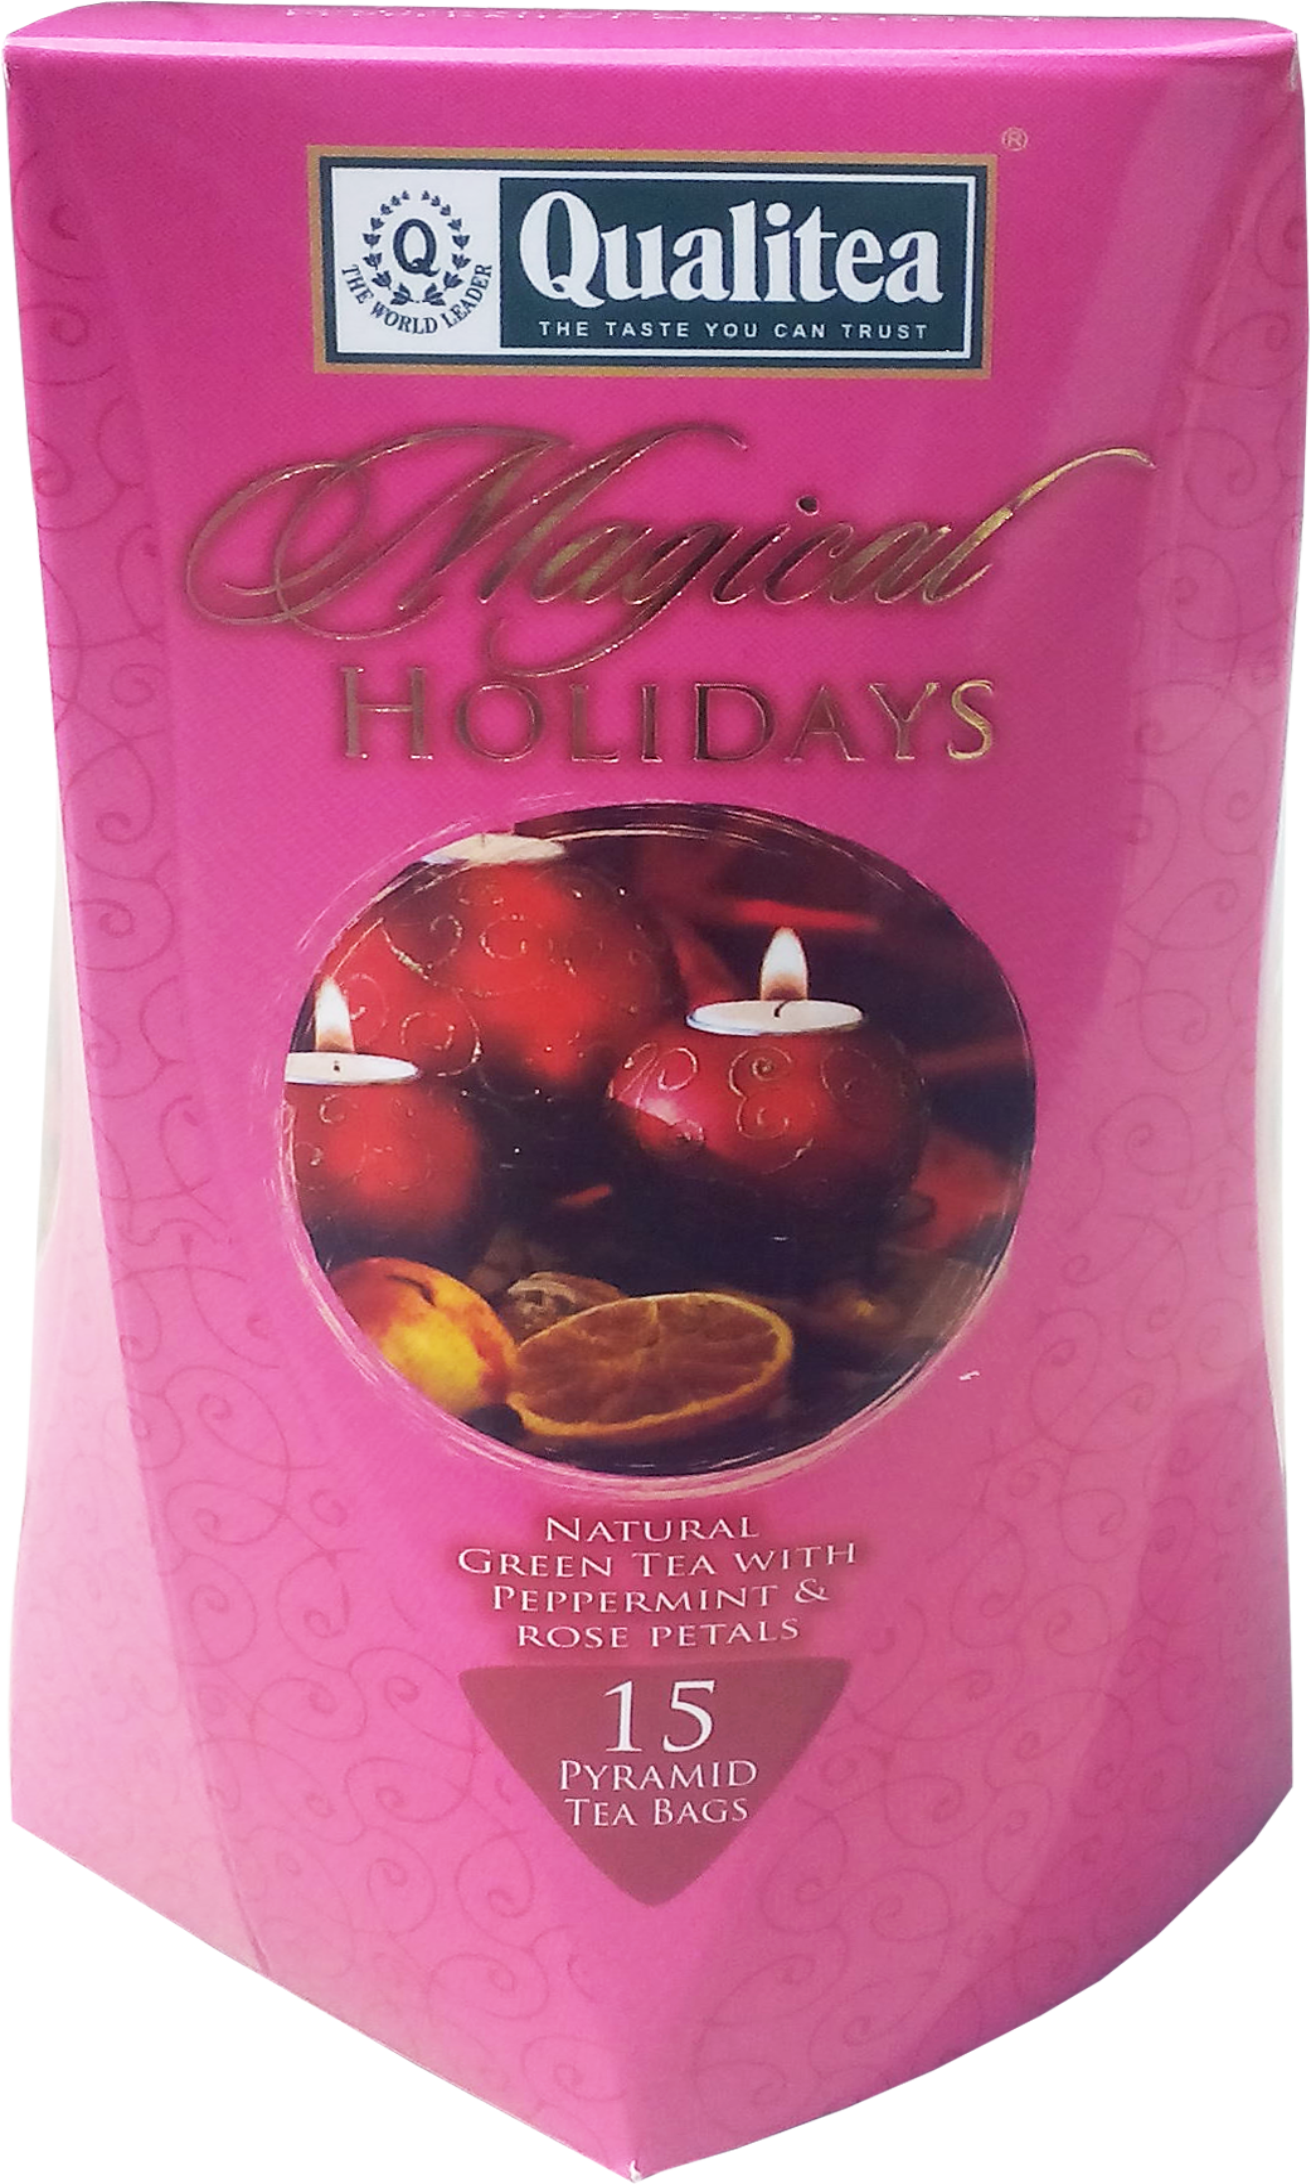 ®
Q
THE WORLD LEADER
Qualitea
THE TASTE YOU CAN TRUST
Magical
HOLIDAYS
NATURAL
GREEN TEA WITH
PEPPERMINT &
ROSE PETALS
15
PYRAMID
TEA BAGS